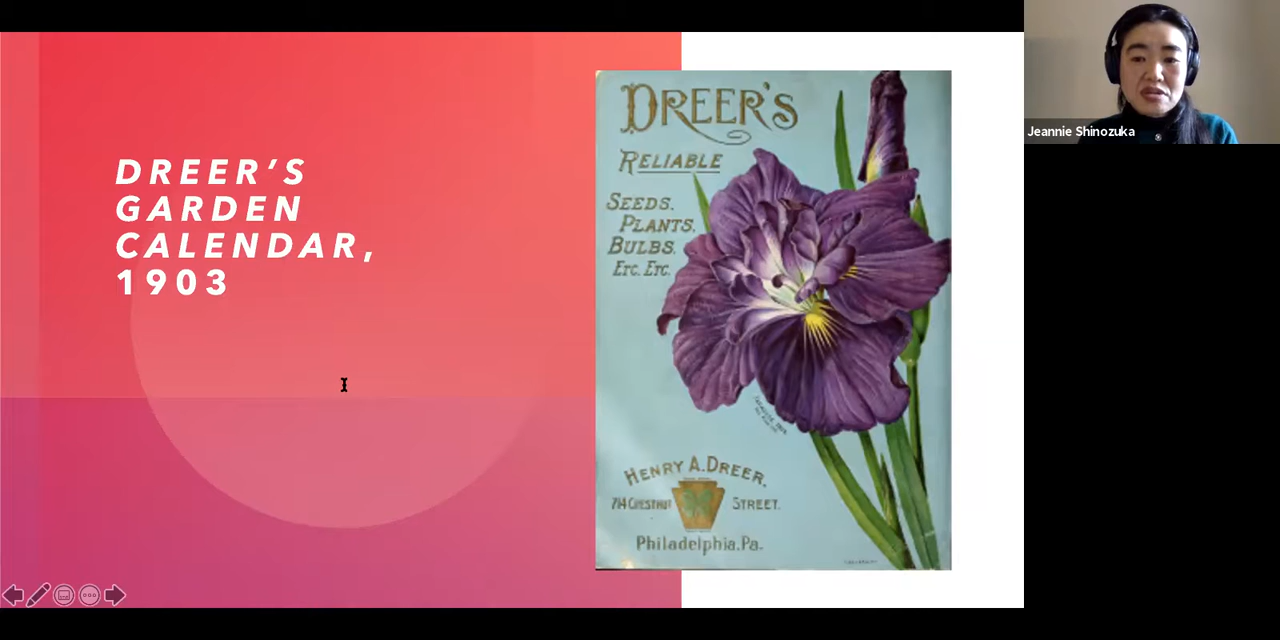 DREER'S
GARDEN
CALENDAR,
1903
DREER'S
RELIABLE
SEEDS.
PLANTS.
BULBS.
ETC. ETC.
HENRY A. DREER.
714 CHESTNUT STREET.
Philadelphia. Pa.
Jeannie Shinozuka